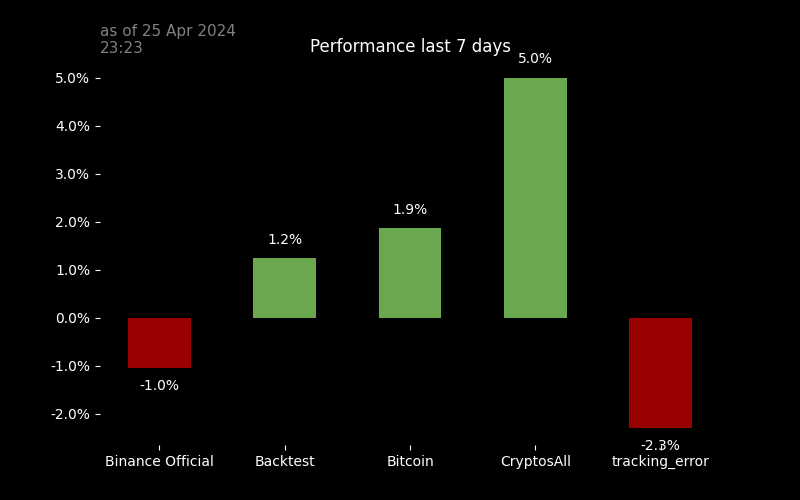 as of 25 Apr 2024
23:23
Performance last 7 days
5.0%
5.0%
4.0%
3.0%
2.0%
1.9%
1.2%
1.0%
0.0%
-1.0%
-1.0%
-2.0%
-2.3%
Binance Official
Backtest
Bitcoin
CryptosAll
tracking_error